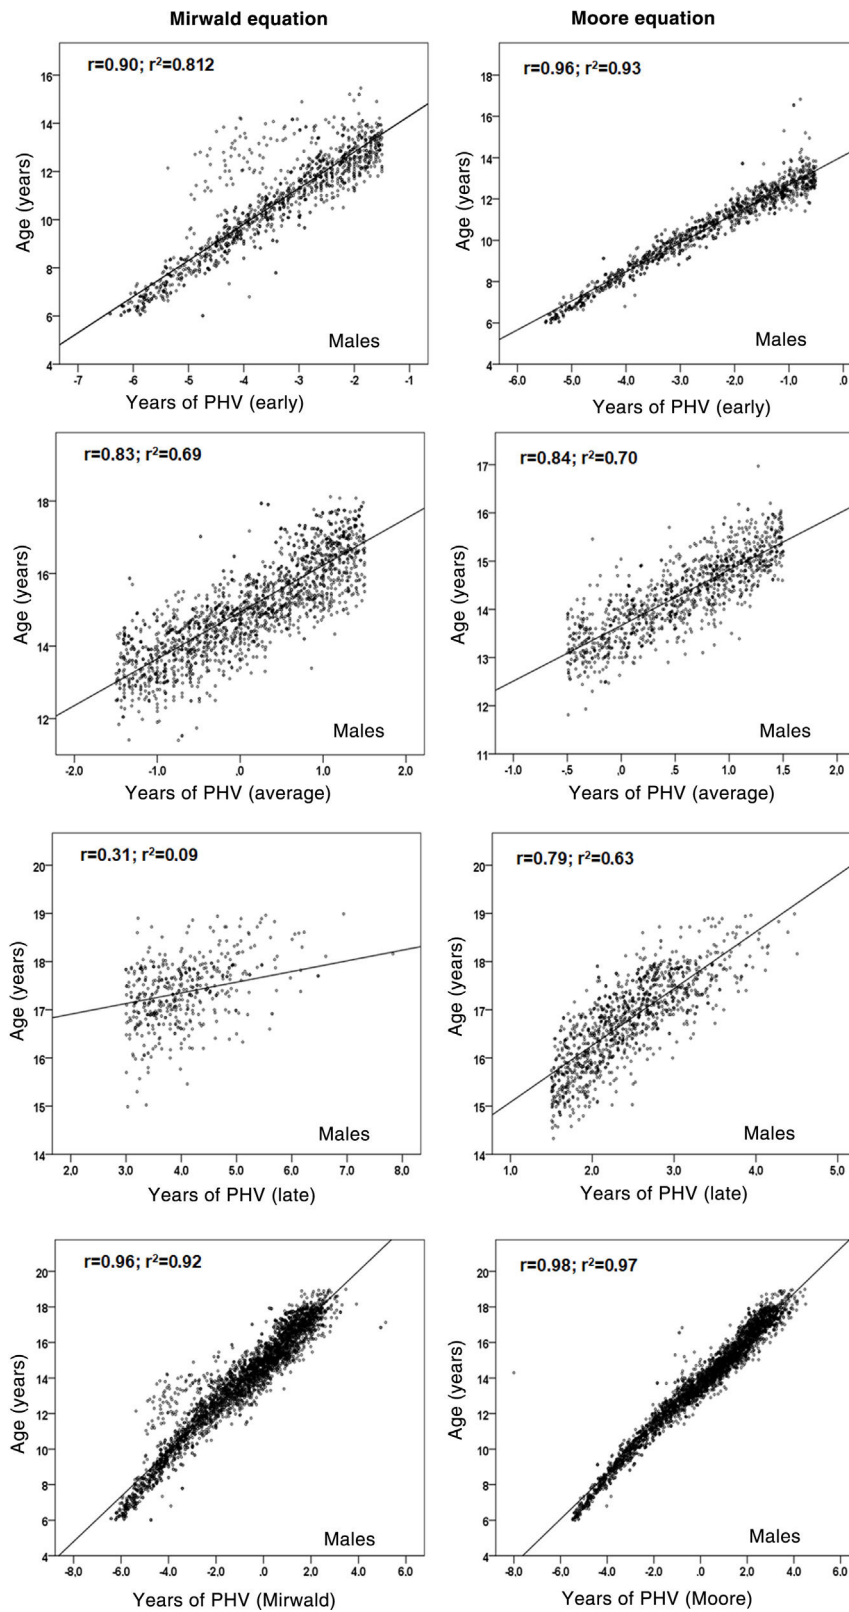 Mirwald equation
Moore equation
r=0.90; r²=0.812
Age (years)
16
14
12
10
8
6
4
Males
-7 -6 -5 -4 -3 -2 -1
Years of PHV (early)
r=0.96; r²=0.93
Age (years)
18
16
14
12
10
8
6
4
Males
-6.0 -5.0 -4.0 -3.0 -2.0 -1.0 .0
Years of PHV (early)
r=0.83; r²=0.69
Age (years)
18
16
14
12
Males
-2.0 -1.0 .0 1.0 2.0
Years of PHV (average)
r=0.84; r²=0.70
Age (years)
17
16
15
14
13
12
11
Males
-1.0 -.5 .0 .5 1.0 1.5 2.0
Years of PHV (average)
r=0.31; r²=0.09
Age (years)
20
19
18
17
16
15
14
Males
2.0 3.0 4.0 5.0 6.0 7.0 8.0
Years of PHV (late)
r=0.79; r²=0.63
Age (years)
20
19
18
17
16
15
14
Males
1.0 2.0 3.0 4.0 5.0
Years of PHV (late)
r=0.96; r²=0.92
Age (years)
20
18
16
14
12
10
8
6
4
Males
-8.0 -6.0 -4.0 -2.0 .0 2.0 4.0 6.0
Years of PHV (Mirwald)
r=0.98; r²=0.97
Age (years)
20
18
16
14
12
10
8
6
4
Males
-8.0 -6.0 -4.0 -2.0 .0 2.0 4.0 6.0
Years of PHV (Moore)